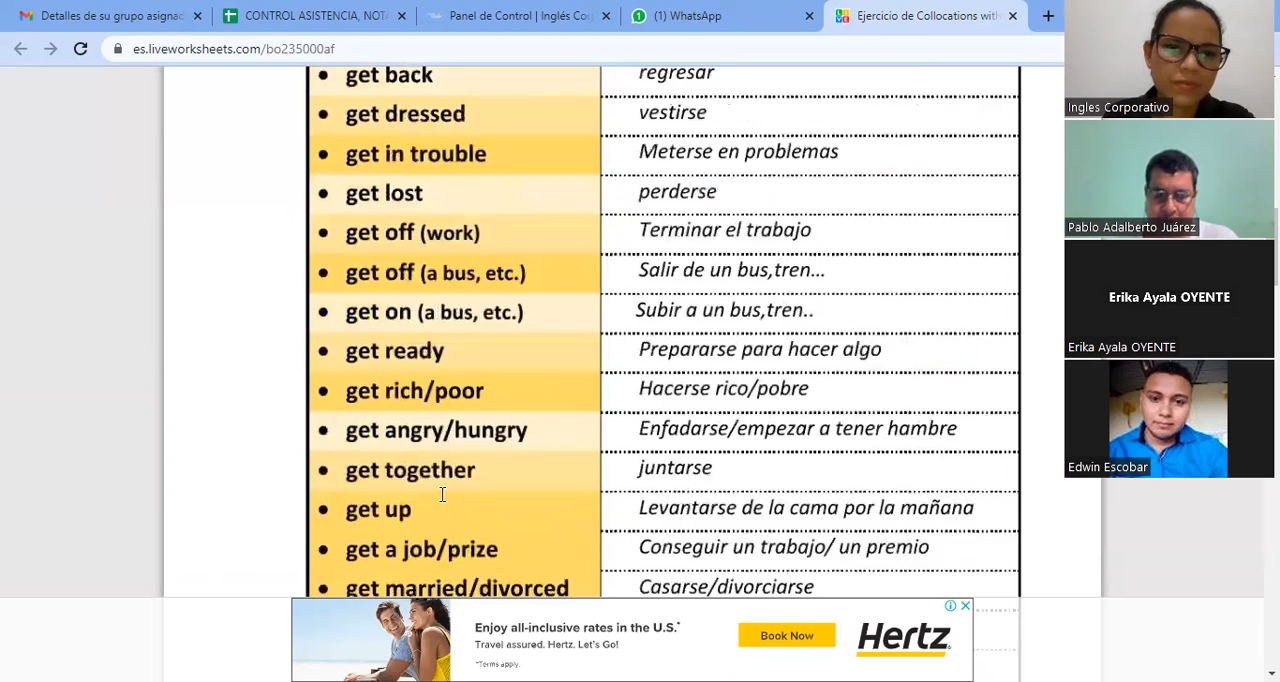 Detalles de su grupo asignad
CONTROL ASISTENCIA, NOTA
Panel de Control | Inglés Corp
(1) WhatsApp
Ejercicio de Collocations with
es.liveworksheets.com/bo235000af
get back regresar
get dressed vestirse
get in trouble Meterse en problemas
get lost perderse
get off (work) Terminar el trabajo
get off (a bus, etc.) Salir de un bus,tren...
get on (a bus, etc.) Subir a un bus,tren..
get ready Prepararse para hacer algo
get rich/poor Hacerse rico/pobre
get angry/hungry Enfadarse/empezar a tener hambre
get together juntarse
get up Levantarse de la cama por la mañana
get a job/prize Conseguir un trabajo/ un premio
get married/divorced Casarse/divorciarse
Enjoy all-inclusive rates in the U.S.*
Travel assured. Hertz. Let's Go!
*Terms apply.
Book Now
Hertz.
Ingles Corporativo
Pablo Adalberto Juárez
Erika Ayala OYENTE
Erika Ayala OYENTE
Edwin Escobar